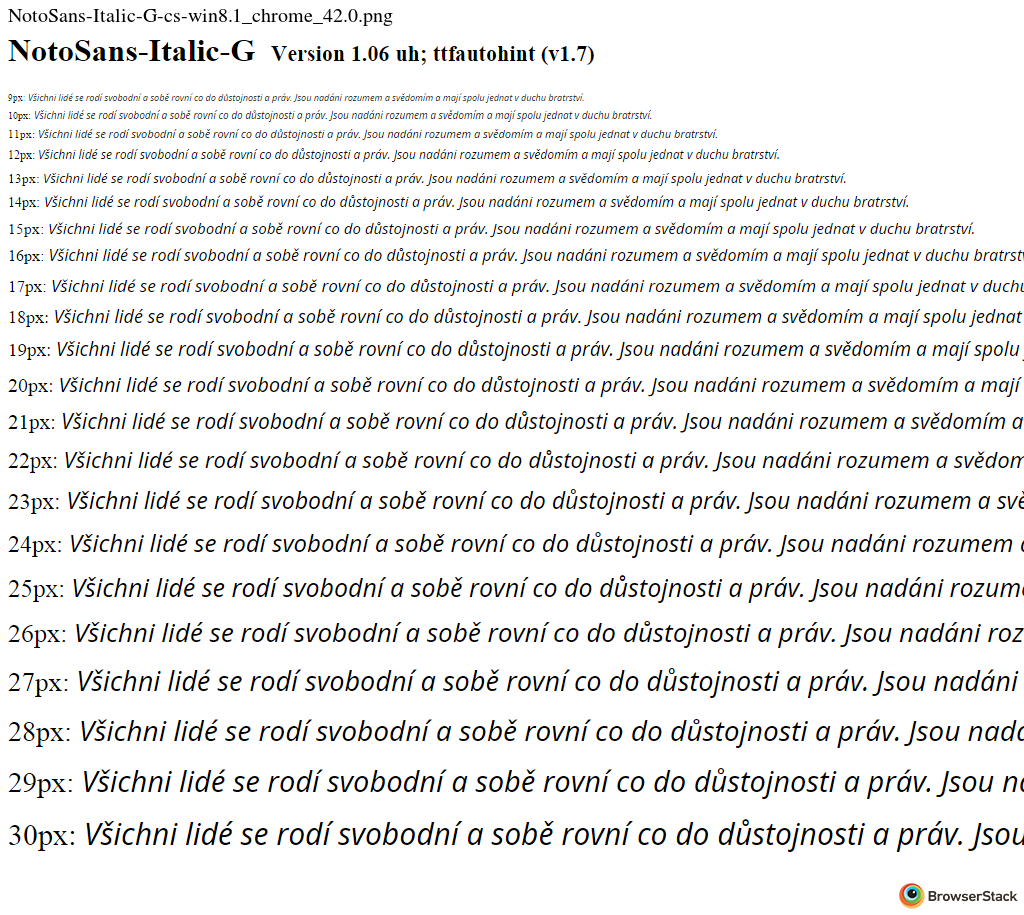 NotoSans-Italic-G-cs-win8.1_chrome_42.0.png
NotoSans-Italic-G Version 1.06 uh; ttfautohint (v1.7)
9px: Všichni lidé se rodí svobodní a sobě rovní co do důstojnosti a práv. Jsou nadáni rozumem a svědomím a mají spolu jednat v duchu bratrství.
10px: Všichni lidé se rodí svobodní a sobě rovní co do důstojnosti a práv. Jsou nadáni rozumem a svědomím a mají spolu jednat v duchu bratrství.
11px: Všichni lidé se rodí svobodní a sobě rovní co do důstojnosti a práv. Jsou nadáni rozumem a svědomím a mají spolu jednat v duchu bratrství.
12px: Všichni lidé se rodí svobodní a sobě rovní co do důstojnosti a práv. Jsou nadáni rozumem a svědomím a mají spolu jednat v duchu bratrství.
13px: Všichni lidé se rodí svobodní a sobě rovní co do důstojnosti a práv. Jsou nadáni rozumem a svědomím a mají spolu jednat v duchu bratrství.
14px: Všichni lidé se rodí svobodní a sobě rovní co do důstojnosti a práv. Jsou nadáni rozumem a svědomím a mají spolu jednat v duchu bratrství.
15px: Všichni lidé se rodí svobodní a sobě rovní co do důstojnosti a práv. Jsou nadáni rozumem a svědomím a mají spolu jednat v duchu bratrství.
16px: Všichni lidé se rodí svobodní a sobě rovní co do důstojnosti a práv. Jsou nadáni rozumem a svědomím a mají spolu jednat v duchu bratrst
17px: Všichni lidé se rodí svobodní a sobě rovní co do důstojnosti a práv. Jsou nadáni rozumem a svědomím a mají spolu jednat v duchu
18px: Všichni lidé se rodí svobodní a sobě rovní co do důstojnosti a práv. Jsou nadáni rozumem a svědomím a mají spolu jednat
19px: Všichni lidé se rodí svobodní a sobě rovní co do důstojnosti a práv. Jsou nadáni rozumem a svědomím a mají spolu
20px: Všichni lidé se rodí svobodní a sobě rovní co do důstojnosti a práv. Jsou nadáni rozumem a svědomím a mají
21px: Všichni lidé se rodí svobodní a sobě rovní co do důstojnosti a práv. Jsou nadáni rozumem a svědomím a
22px: Všichni lidé se rodí svobodní a sobě rovní co do důstojnosti a práv. Jsou nadáni rozumem a svědom
23px: Všichni lidé se rodí svobodní a sobě rovní co do důstojnosti a práv. Jsou nadáni rozumem a svě
24px: Všichni lidé se rodí svobodní a sobě rovní co do důstojnosti a práv. Jsou nadáni rozumem a
25px: Všichni lidé se rodí svobodní a sobě rovní co do důstojnosti a práv. Jsou nadáni rozume
26px: Všichni lidé se rodí svobodní a sobě rovní co do důstojnosti a práv. Jsou nadáni roz
27px: Všichni lidé se rodí svobodní a sobě rovní co do důstojnosti a práv. Jsou nadáni
28px: Všichni lidé se rodí svobodní a sobě rovní co do důstojnosti a práv. Jsou nadá
29px: Všichni lidé se rodí svobodní a sobě rovní co do důstojnosti a práv. Jsou na
30px: Všichni lidé se rodí svobodní a sobě rovní co do důstojnosti a práv. Jsou
BrowserStack